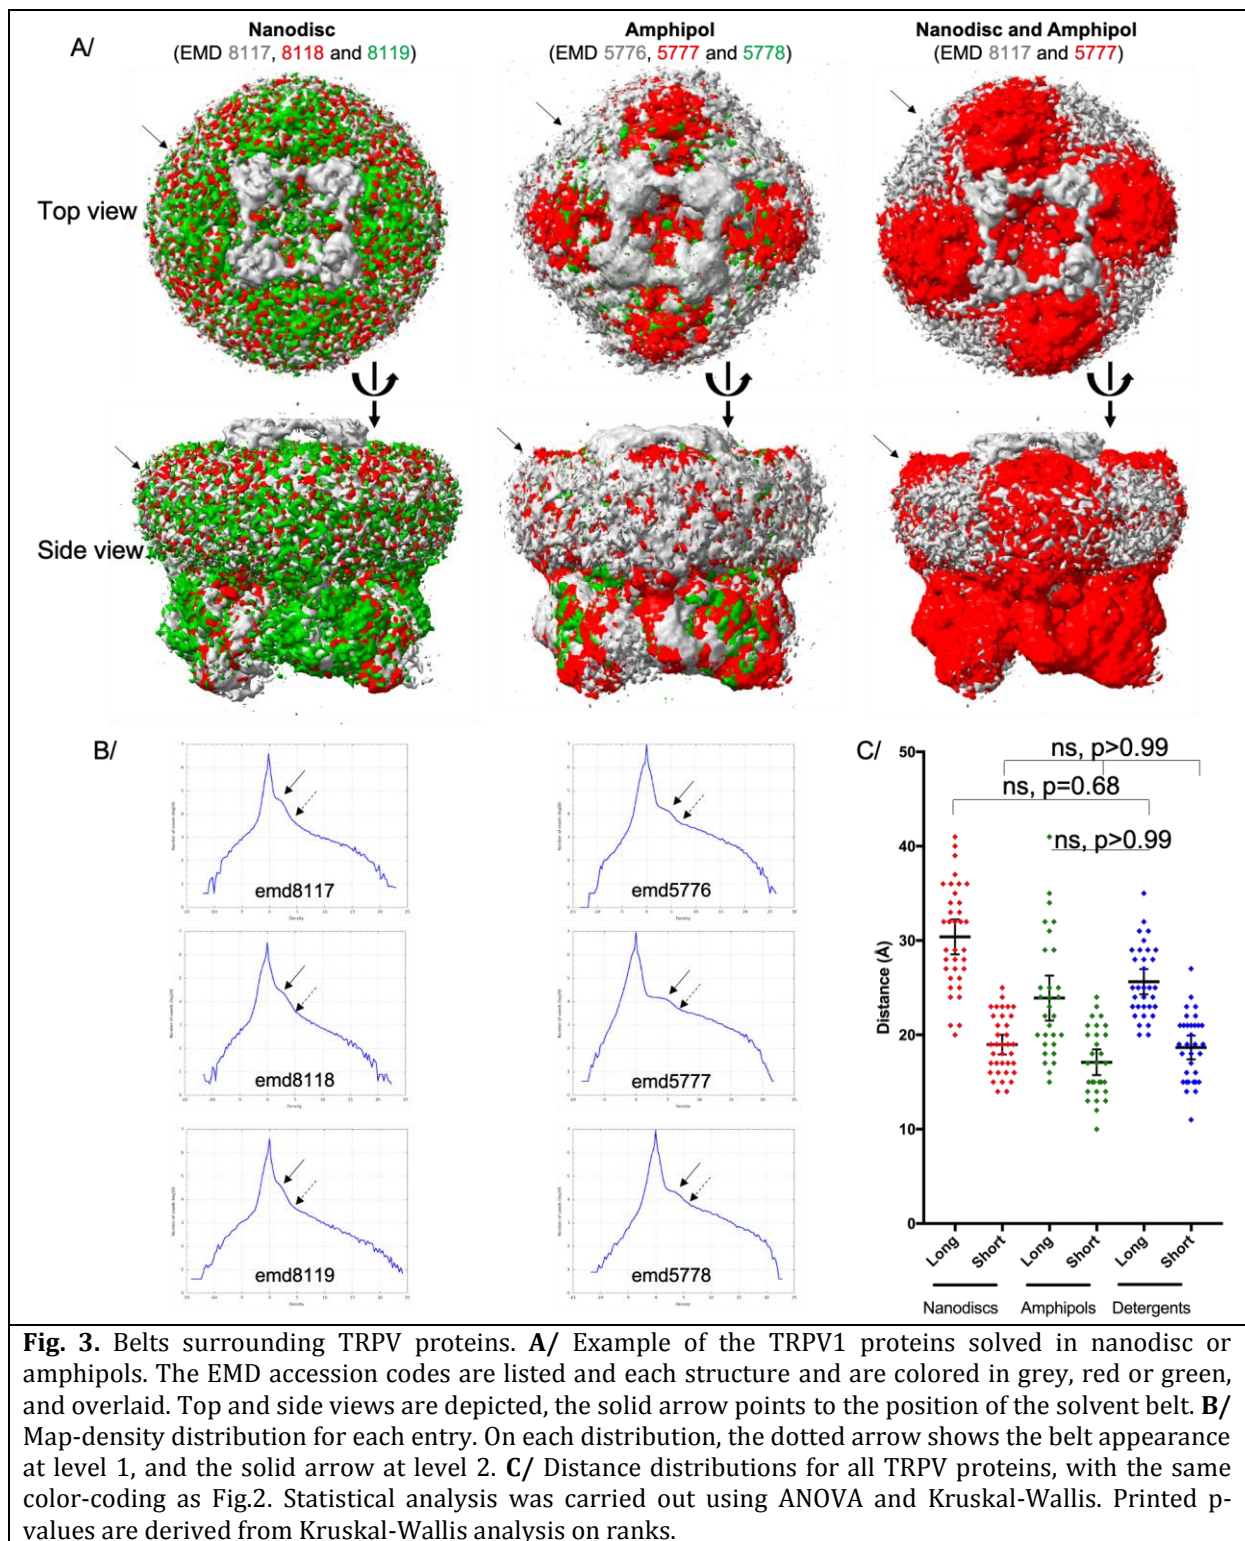 A/
Nanodisc
(EMD 8117, 8118 and 8119)
Amphipol
(EMD 5776, 5777 and 5778)
Nanodisc and Amphipol
(EMD 8117 and 5777)
Top view
Side view
B/
emd8117
emd5776
emd8118
emd5777
emd8119
emd5778
C/
ns, p>0.99
ns, p=0.68
ns, p>0.99
Distance (Å)
50
40
30
20
10
0
Long
Short
Long
Short
Long
Short
Nanodiscs
Amphipols
Detergents
Fig. 3. Belts surrounding TRPV proteins. A/ Example of the TRPV1 proteins solved in nanodisc or
amphipols. The EMD accession codes are listed and each structure and are colored in grey, red or green,
and overlaid. Top and side views are depicted, the solid arrow points to the position of the solvent belt. B/
Map-density distribution for each entry. On each distribution, the dotted arrow shows the belt appearance
at level 1, and the solid arrow at level 2. C/ Distance distributions for all TRPV proteins, with the same
color-coding as Fig.2. Statistical analysis was carried out using ANOVA and Kruskal-Wallis. Printed p-
values are derived from Kruskal-Wallis analysis on ranks.